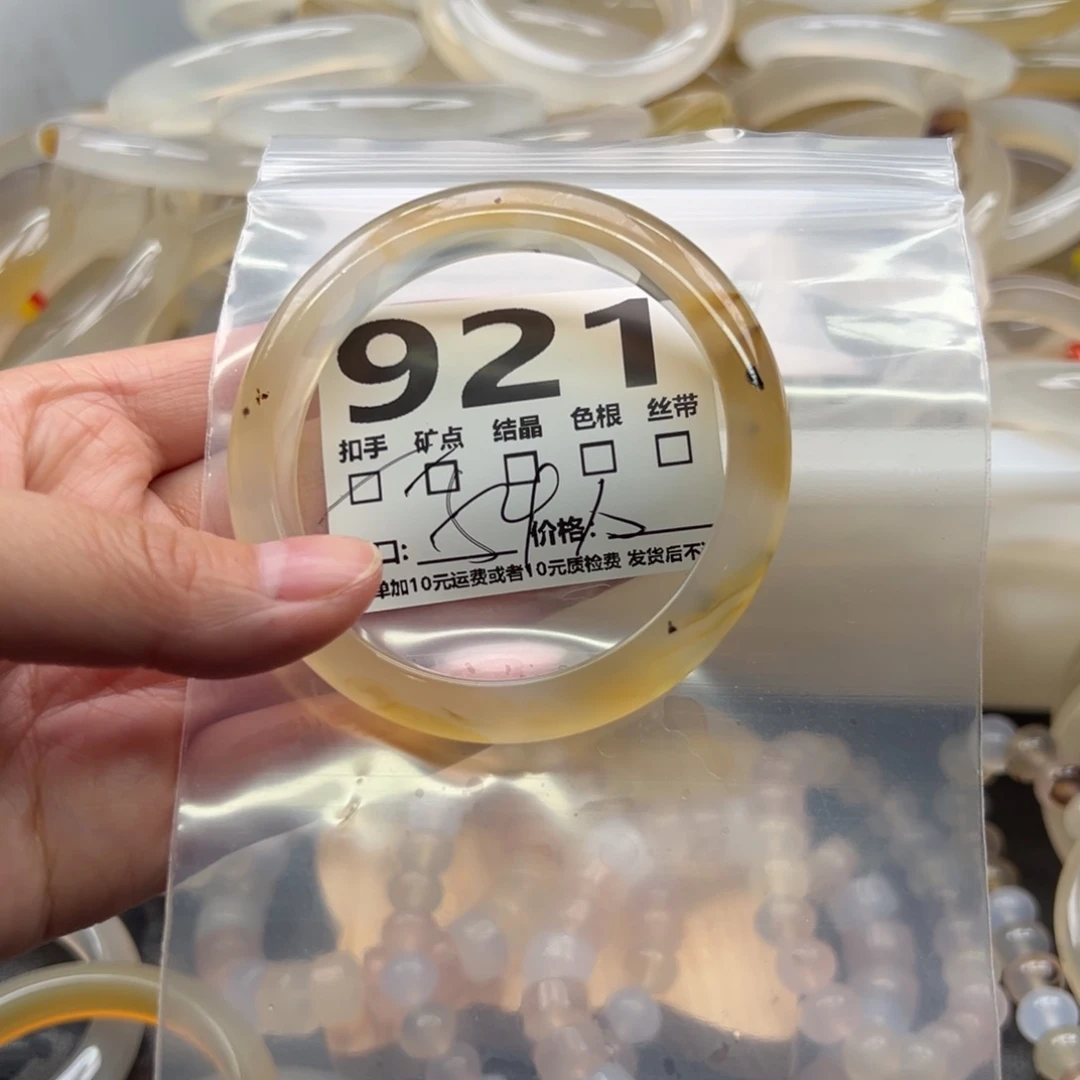 921
扣手 矿点 结晶 色根 丝带
口: 价格:
单加10元运费或者10元质检费 发货后不